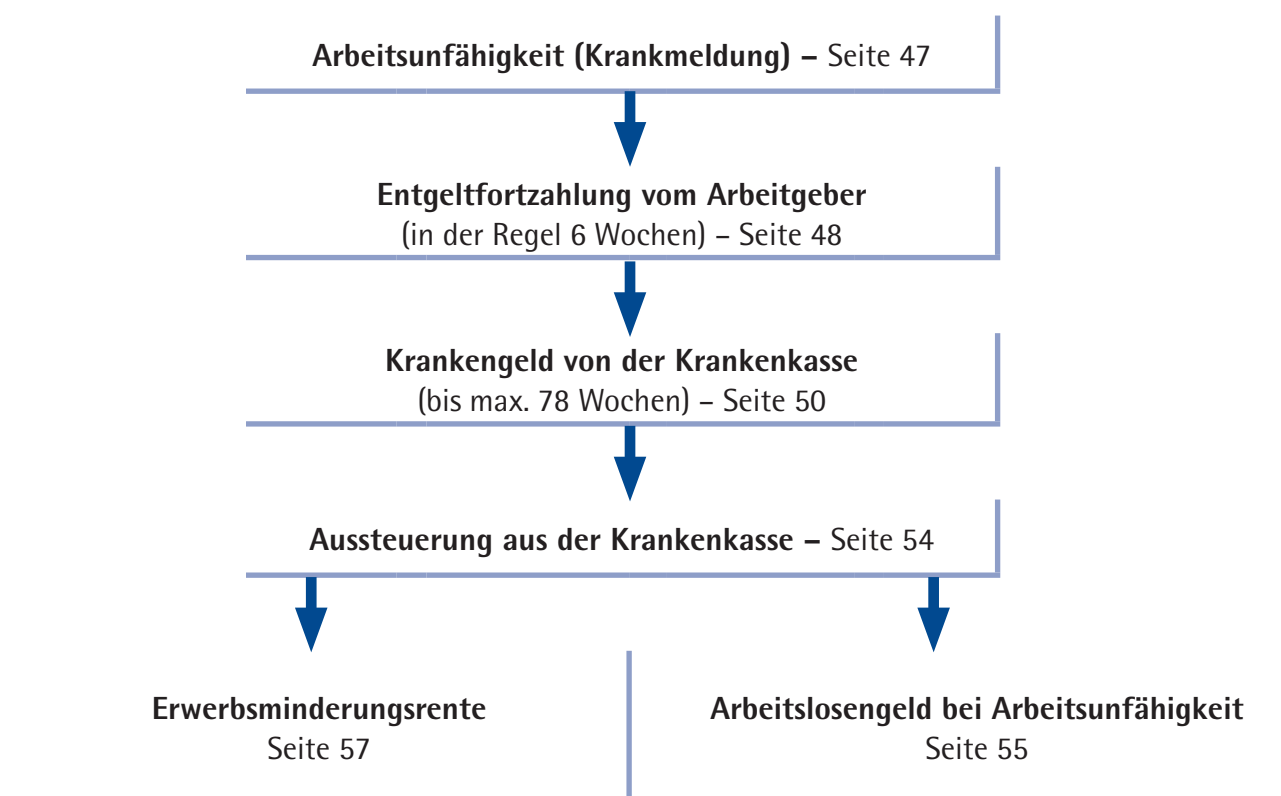 Arbeitsunfähigkeit (Krankmeldung) – Seite 47
Entgeltfortzahlung vom Arbeitgeber
(in der Regel 6 Wochen) – Seite 48
Krankengeld von der Krankenkasse
(bis max. 78 Wochen) – Seite 50
Aussteuerung aus der Krankenkasse – Seite 54
Erwerbsminderungsrente
Seite 57
Arbeitslosengeld bei Arbeitsunfähigkeit
Seite 55